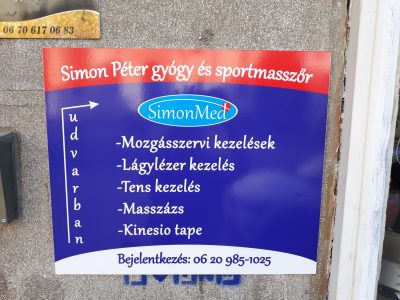 06 70 617 06 83
Simon Péter gyógy és sportmasszőr
SimonMed
udvarban
-Mozgásszervi kezelések
-Lágylézer kezelés
-Tens kezelés
-Masszázs
-Kinesio tape
Bejelentkezés: 06 20 985-1025